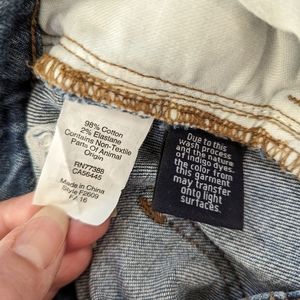 98% Cotton
2% Elastane
Contains Non-Textile
Parts Of Animal
Origin
RN77388
CA56445
Made in China
Style F2609
F/ 16
Due to this
wash process
and the nature
of indigo dyes,
the color from
this garment
may transfer
onto light
surfaces.